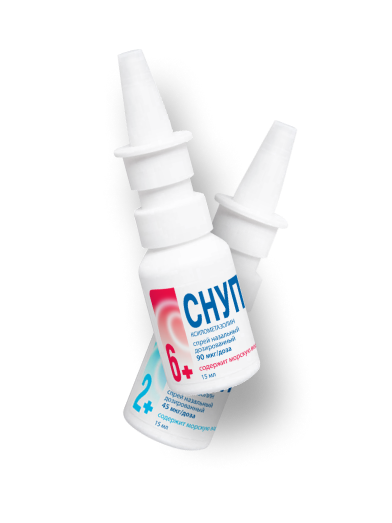 СНУП
КСИЛОМЕТАЗОЛИН
спрей назальный
дозированный
90 мкг/доза
6+
содержит морскую
15 мл
спрей назальный
дозированный
45 мкг/доза
2+
содержит морскую
15 мл